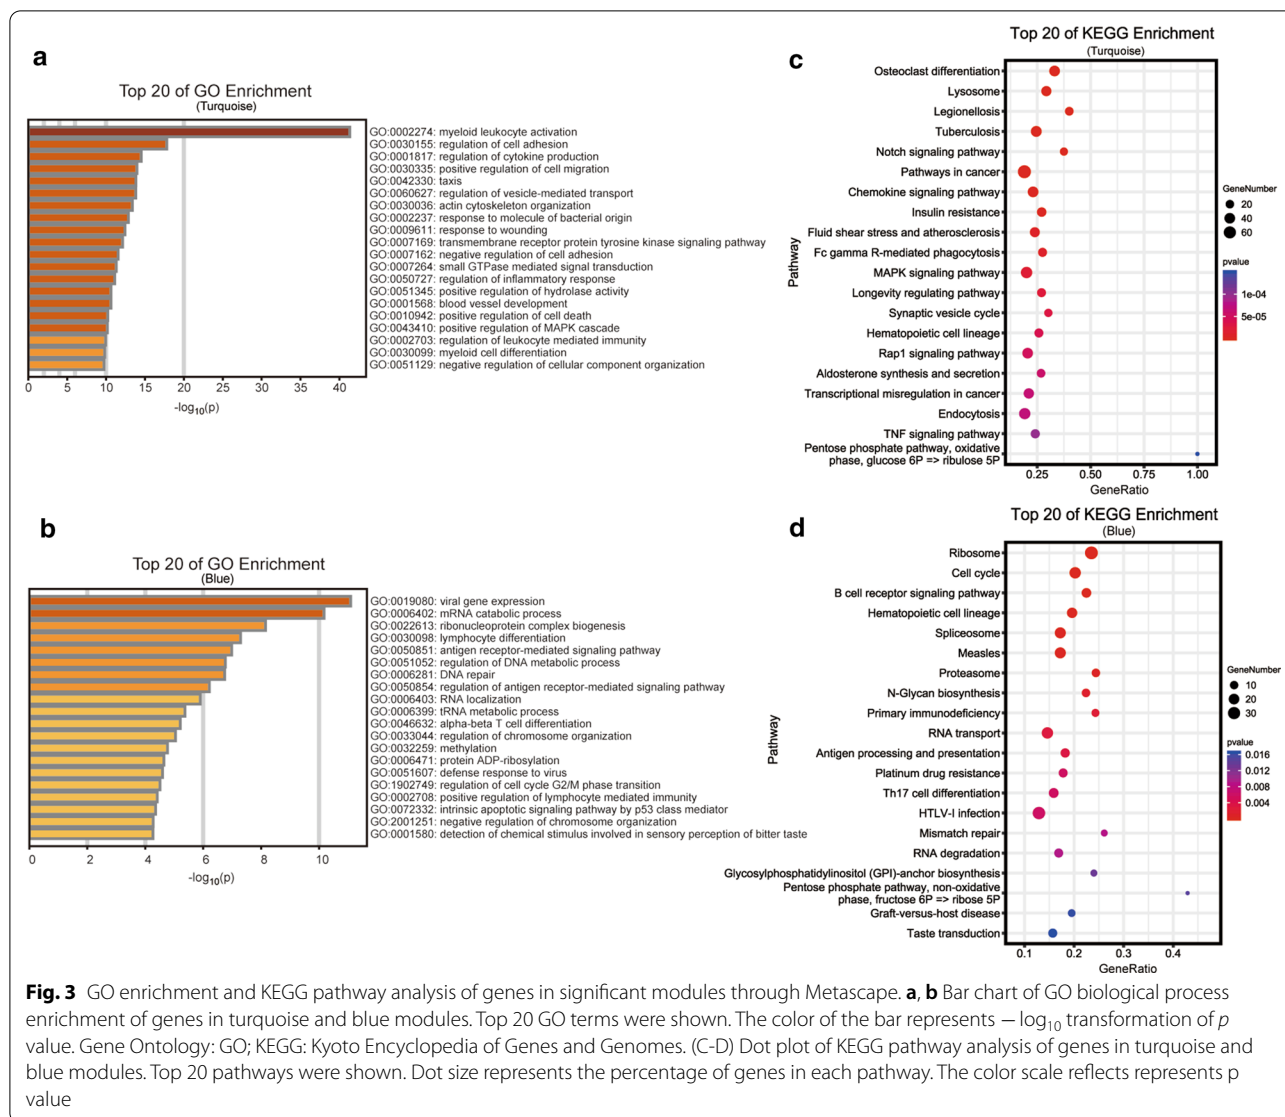 a
Top 20 of GO Enrichment
(Turquoise)
GO:0002274: myeloid leukocyte activation
GO:0030155: regulation of cell adhesion
GO:0001817: regulation of cytokine production
GO:0030335: positive regulation of cell migration
GO:0042330: taxis
GO:0060627: regulation of vesicle-mediated transport
GO:0030036: actin cytoskeleton organization
GO:0002237: response to molecule of bacterial origin
GO:0009611: response to wounding
GO:0007169: transmembrane receptor protein tyrosine kinase signaling pathway
GO:0007162: negative regulation of cell adhesion
GO:0007264: small GTPase mediated signal transduction
GO:0050727: regulation of inflammatory response
GO:0051345: positive regulation of hydrolase activity
GO:0001568: blood vessel development
GO:0010942: positive regulation of cell death
GO:0043410: positive regulation of MAPK cascade
GO:0002703: regulation of leukocyte mediated immunity
GO:0030099: myeloid cell differentiation
GO:0051129: negative regulation of cellular component organization
0 5 10 15 20 25 30 35 40
-log10(p)
c
Top 20 of KEGG Enrichment
(Turquoise)
Pathway
Osteoclast differentiation
Lysosome
Legionellosis
Tuberculosis
Notch signaling pathway
Pathways in cancer
Chemokine signaling pathway
Insulin resistance
Fluid shear stress and atherosclerosis
Fc gamma R-mediated phagocytosis
MAPK signaling pathway
Longevity regulating pathway
Synaptic vesicle cycle
Hematopoietic cell lineage
Rap1 signaling pathway
Aldosterone synthesis and secretion
Transcriptional misregulation in cancer
Endocytosis
TNF signaling pathway
Pentose phosphate pathway, oxidative
phase, glucose 6P => ribulose 5P
0.25 0.50 0.75 1.00
GeneRatio
GeneNumber
20
40
60
pvalue
1e-04
5e-05
b
Top 20 of GO Enrichment
(Blue)
GO:0019080: viral gene expression
GO:0006402: mRNA catabolic process
GO:0022613: ribonucleoprotein complex biogenesis
GO:0030098: lymphocyte differentiation
GO:0050851: antigen receptor-mediated signaling pathway
GO:0051052: regulation of DNA metabolic process
GO:0006281: DNA repair
GO:0050854: regulation of antigen receptor-mediated signaling pathway
GO:0006403: RNA localization
GO:0006399: tRNA metabolic process
GO:0046632: alpha-beta T cell differentiation
GO:0033044: regulation of chromosome organization
GO:0032259: methylation
GO:0006471: protein ADP-ribosylation
GO:0051607: defense response to virus
GO:1902749: regulation of cell cycle G2/M phase transition
GO:0002708: positive regulation of lymphocyte mediated immunity
GO:0072332: intrinsic apoptotic signaling pathway by p53 class mediator
GO:2001251: negative regulation of chromosome organization
GO:0001580: detection of chemical stimulus involved in sensory perception of bitter taste
0 2 4 6 8 10
-log10(p)
d
Top 20 of KEGG Enrichment
(Blue)
Pathway
Ribosome
Cell cycle
B cell receptor signaling pathway
Hematopoietic cell lineage
Spliceosome
Measles
Proteasome
N-Glycan biosynthesis
Primary immunodeficiency
RNA transport
Antigen processing and presentation
Platinum drug resistance
Th17 cell differentiation
HTLV-I infection
Mismatch repair
RNA degradation
Glycosylphosphatidylinositol (GPI)-anchor biosynthesis
Pentose phosphate pathway, non-oxidative
phase, fructose 6P => ribose 5P
Graft-versus-host disease
Taste transduction
0.1 0.2 0.3 0.4
GeneRatio
GeneNumber
10
20
30
pvalue
0.016
0.012
0.008
0.004
Fig. 3 GO enrichment and KEGG pathway analysis of genes in significant modules through Metascape. a, b Bar chart of GO biological process
enrichment of genes in turquoise and blue modules. Top 20 GO terms were shown. The color of the bar represents − log10 transformation of p
value. Gene Ontology: GO; KEGG: Kyoto Encyclopedia of Genes and Genomes. (C-D) Dot plot of KEGG pathway analysis of genes in turquoise and
blue modules. Top 20 pathways were shown. Dot size represents the percentage of genes in each pathway. The color scale reflects represents p
value